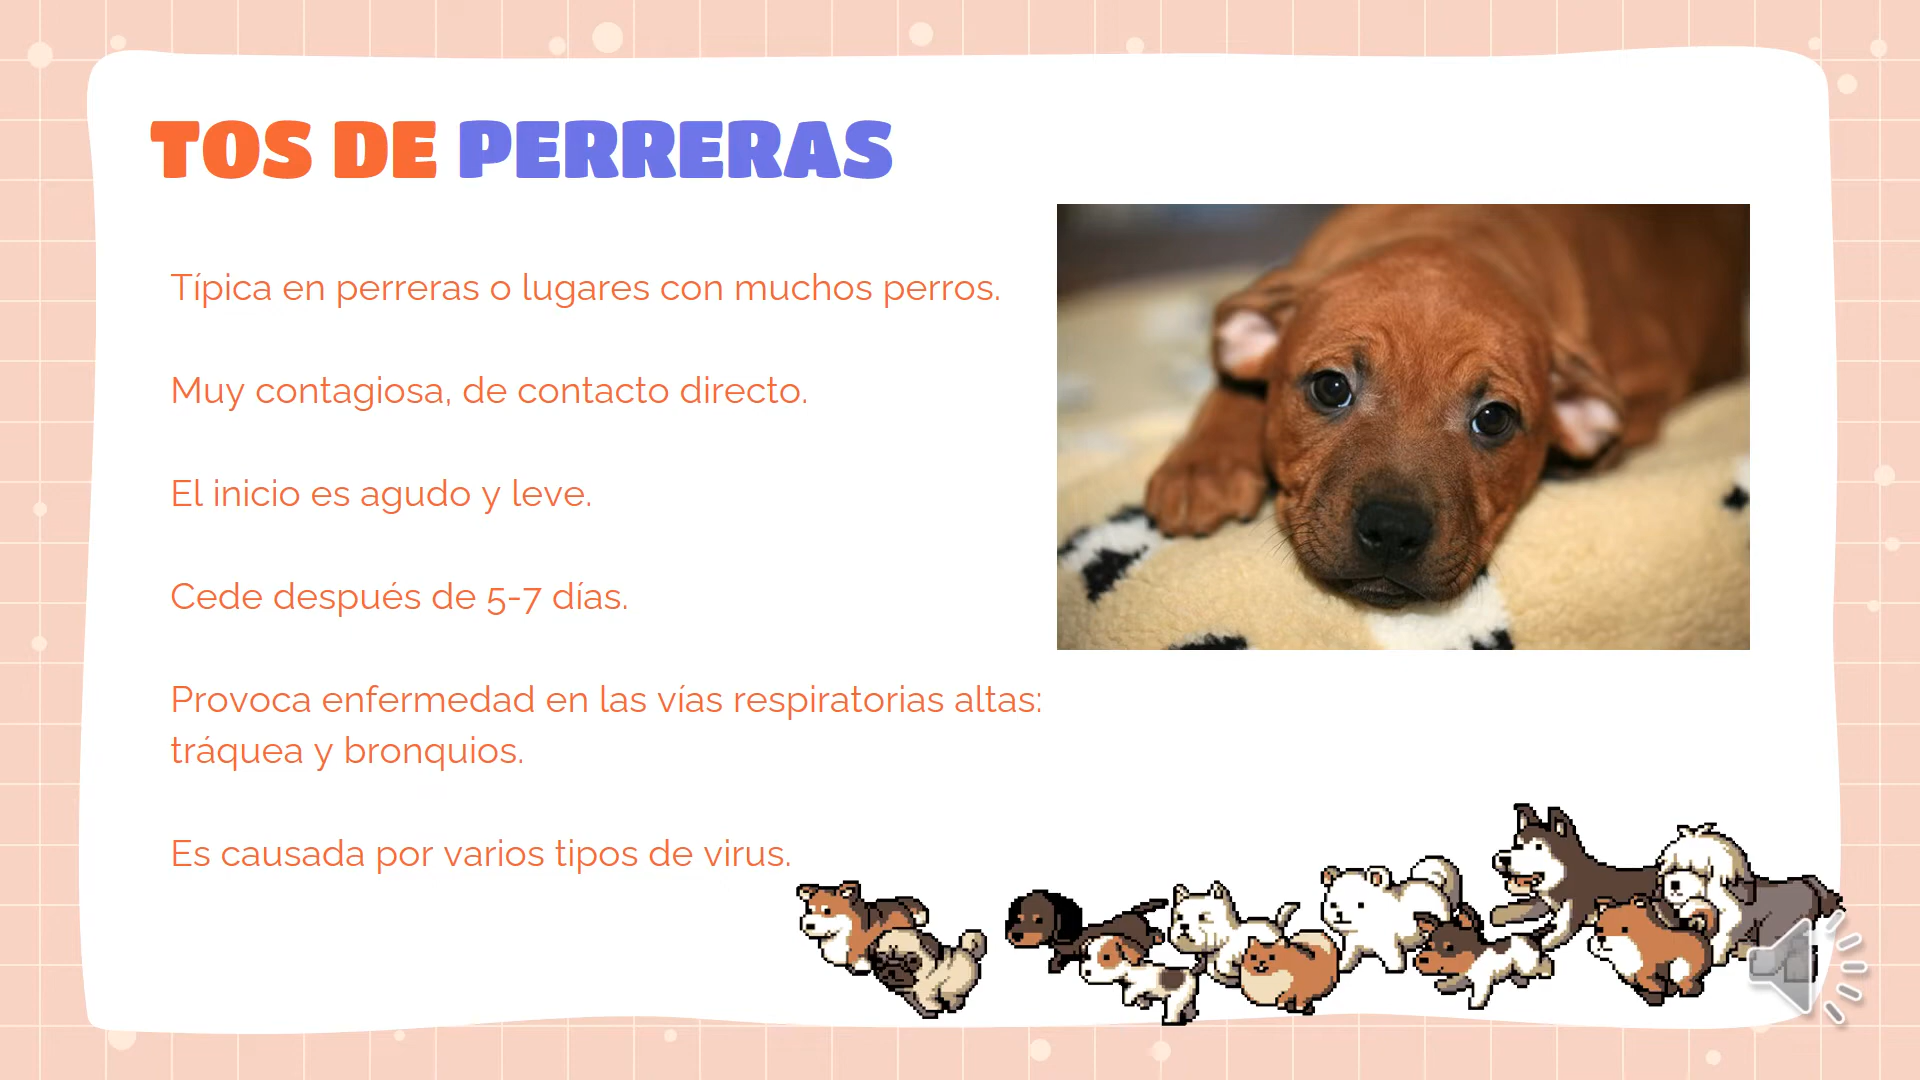 TOS DE PERRERAS
Típica en perreras o lugares con muchos perros.
Muy contagiosa, de contacto directo.
El inicio es agudo y leve.
Cede después de 5-7 días.
Provoca enfermedad en las vías respiratorias altas:
tráquea y bronquios.
Es causada por varios tipos de virus.